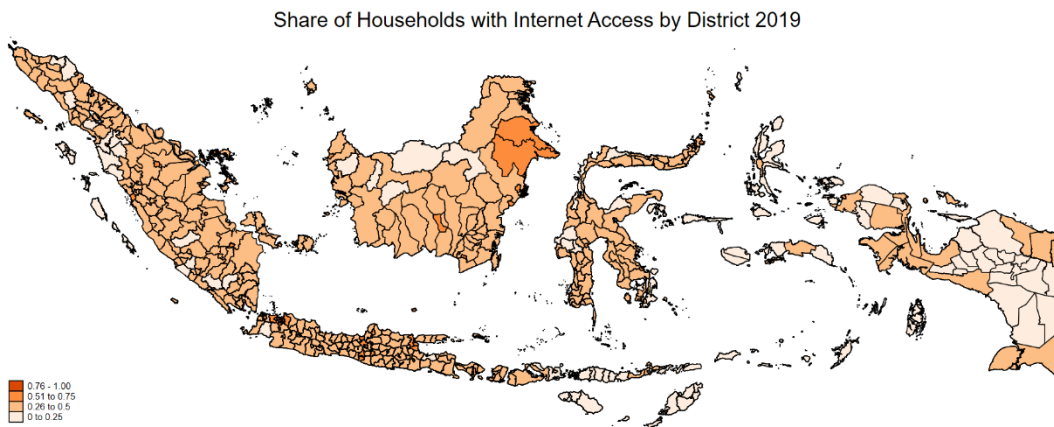 Share of Households with Internet Access by District 2019
0.76 - 1.00
0.51 to 0.75
0.26 to 0.5
0 to 0.25